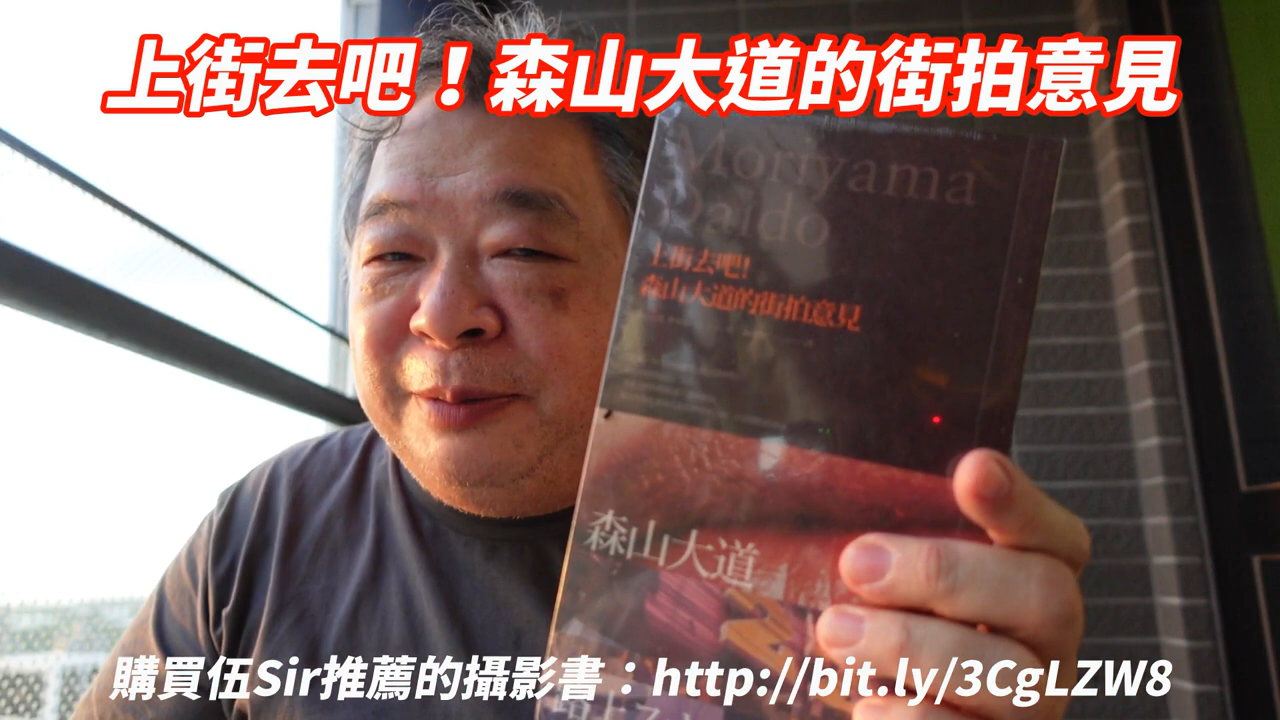 上街去吧！森山大道的街拍意見
Moriyama
Daido
上街去吧!
森山大道的街拍意見
森山大道
購買伍Sir推薦的攝影書：http://bit.ly/3CgLZW8